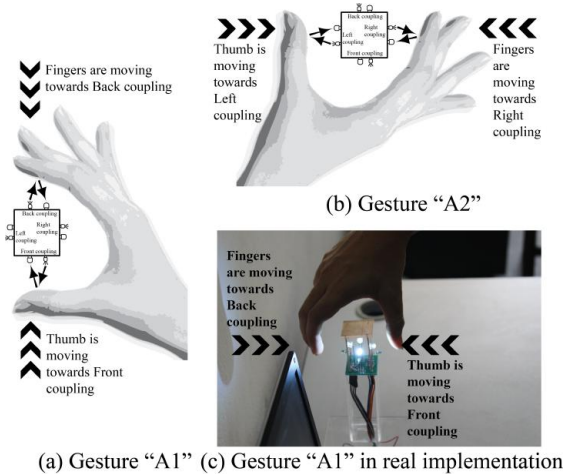 Fingers are moving
towards Back coupling
Back coupling
Right
coupling
Left
coupling
Front coupling
Thumb is
moving
towards Front
coupling
(a) Gesture “A1”
Thumb is
moving
towards
Left
coupling
Back coupling
Right
coupling
Left
coupling
Front coupling
Fingers
are
moving
towards
Right
coupling
(b) Gesture “A2”
Fingers
are moving
towards
Back
coupling
Thumb is
moving
towards
Front
coupling
(c) Gesture “A1” in real implementation